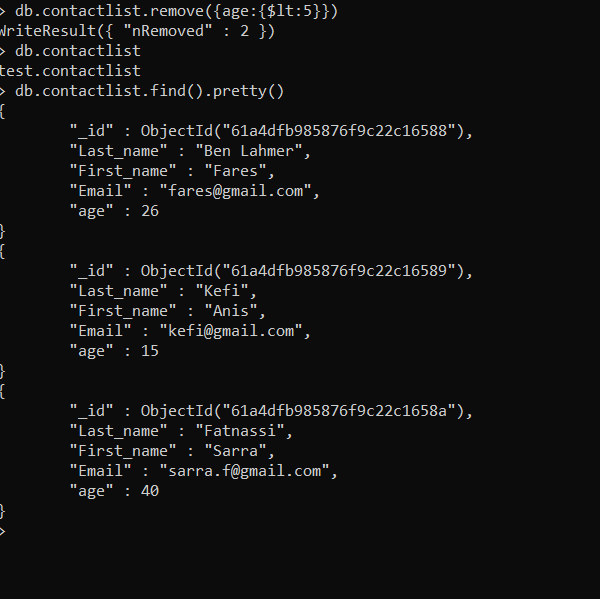 > db.contactlist.remove({age:{$lt:5}})
WriteResult({ "nRemoved" : 2 })
> db.contactlist
test.contactlist
> db.contactlist.find().pretty()
{
        "_id" : ObjectId("61a4dfb985876f9c22c16588"),
        "Last_name" : "Ben Lahmer",
        "First_name" : "Fares",
        "Email" : "fares@gmail.com",
        "age" : 26
}
{
        "_id" : ObjectId("61a4dfb985876f9c22c16589"),
        "Last_name" : "Kefi",
        "First_name" : "Anis",
        "Email" : "kefi@gmail.com",
        "age" : 15
}
{
        "_id" : ObjectId("61a4dfb985876f9c22c1658a"),
        "Last_name" : "Fatnassi",
        "First_name" : "Sarra",
        "Email" : "sarra.f@gmail.com",
        "age" : 40
}
>